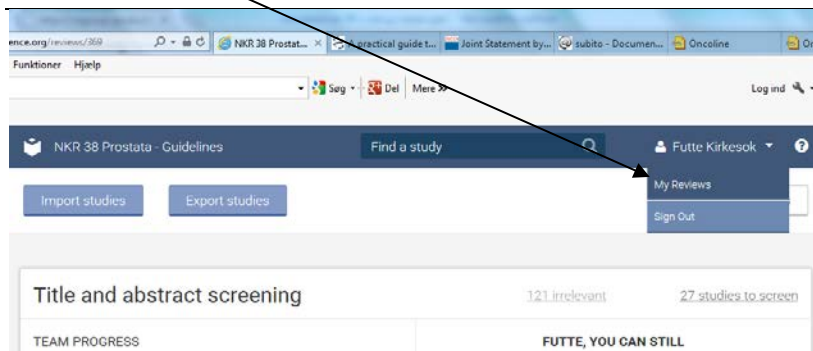 ence.org/reviews/369 NKR 38 Prostat... A practical guide t... Joint Statement by... subito - Documen... Oncoline
Funktioner Hjælp
Søg Del Mere » Log ind
NKR 38 Prostata - Guidelines Find a study Futte Kirkesok
My Reviews
Import studies Export studies
Sign Out
Title and abstract screening 121 irrelevant 27 studies to screen
TEAM PROGRESS FUTTE, YOU CAN STILL